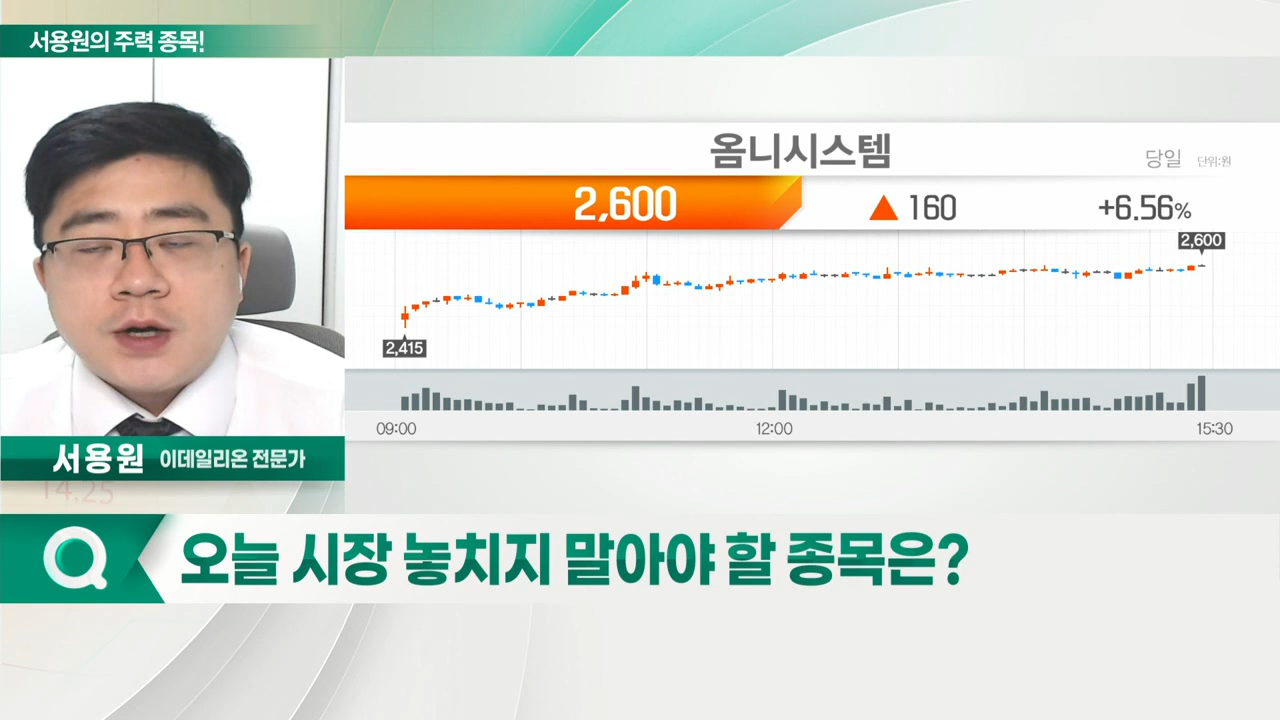 서용원의 주력 종목!
옴니시스템
당일 단위:원
2,600 ▲ 160 +6.56%
2,600
2,415
09:00 12:00 15:30
서용원 이데일리온 전문가
14.25
오늘 시장 놓치지 말아야 할 종목은?